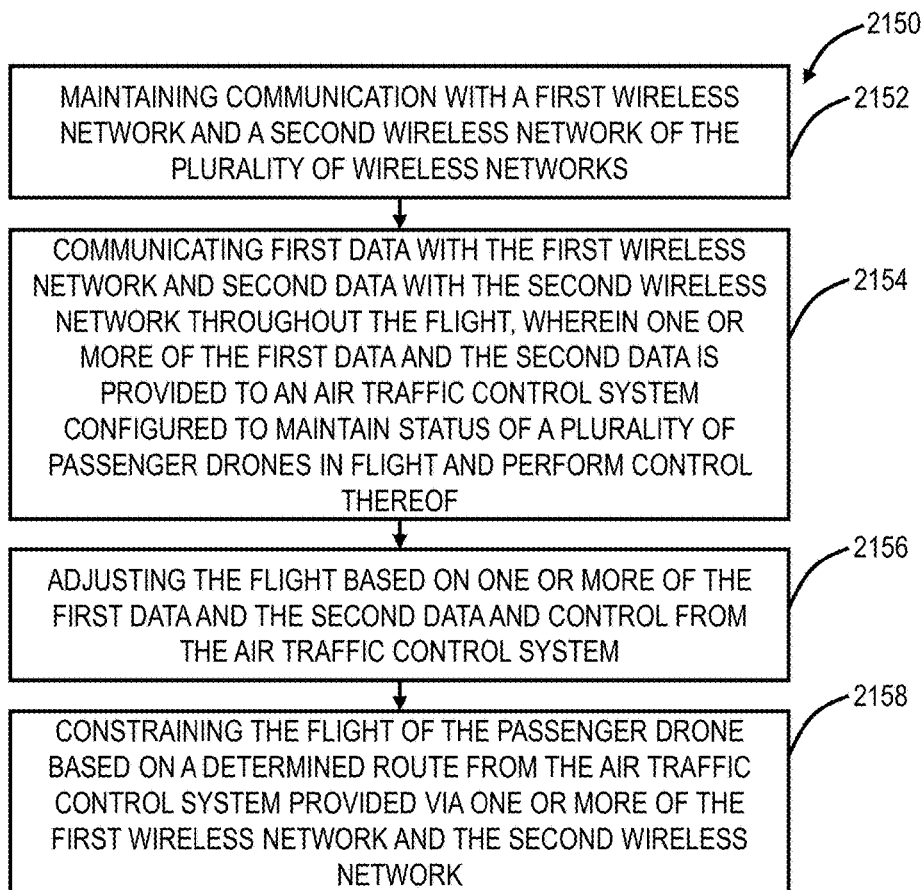 2150
MAINTAINING COMMUNICATION WITH A FIRST WIRELESS
NETWORK AND A SECOND WIRELESS NETWORK OF THE
PLURALITY OF WIRELESS NETWORKS
2152
COMMUNICATING FIRST DATA WITH THE FIRST WIRELESS
NETWORK AND SECOND DATA WITH THE SECOND WIRELESS
NETWORK THROUGHOUT THE FLIGHT, WHEREIN ONE OR
MORE OF THE FIRST DATA AND THE SECOND DATA IS
PROVIDED TO AN AIR TRAFFIC CONTROL SYSTEM
CONFIGURED TO MAINTAIN STATUS OF A PLURALITY OF
PASSENGER DRONES IN FLIGHT AND PERFORM CONTROL
THEREOF
2154
ADJUSTING THE FLIGHT BASED ON ONE OR MORE OF THE
FIRST DATA AND THE SECOND DATA AND CONTROL FROM
THE AIR TRAFFIC CONTROL SYSTEM
2156
CONSTRAINING THE FLIGHT OF THE PASSENGER DRONE
BASED ON A DETERMINED ROUTE FROM THE AIR TRAFFIC
CONTROL SYSTEM PROVIDED VIA ONE OR MORE OF THE
FIRST WIRELESS NETWORK AND THE SECOND WIRELESS
NETWORK
2158